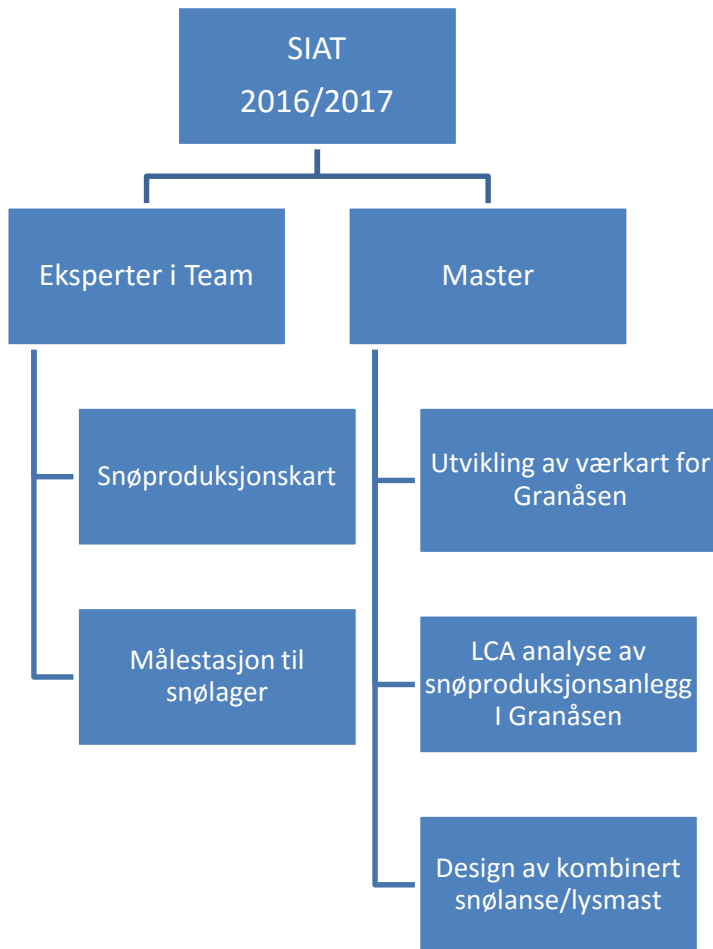 SIAT
2016/2017
Eksperter i Team
Master
Snøproduksjonskart
Målestasjon til
snølager
Utvikling av værkart for
Granåsen
LCA analyse av
snøproduksjonsanlegg
I Granåsen
Design av kombinert
snølanse/lysmast